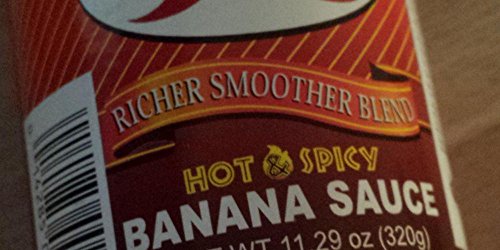 RICHER SMOOTHER BLEND
HOT & SPICY
BANANA SAUCE
WT 11.29 oz (320g)